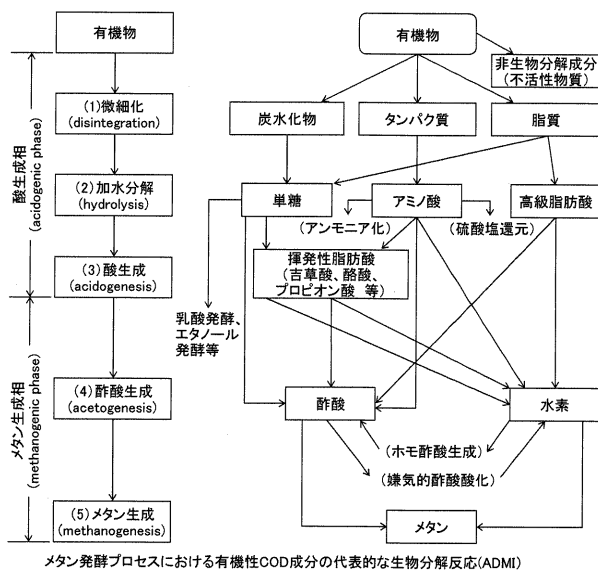 有機物
(1)微細化
(disintegration)
(2)加水分解
(hydrolysis)
(3)酸生成
(acidogenesis)
(4)酢酸生成
(acetogenesis)
(5)メタン生成
(methanogenesis)
酸生成相
(acidogenic phase)
メタン生成相
(methanogenic phase)
有機物
非生物分解成分
(不活性物質)
炭水化物
タンパク質
脂質
単糖
アミノ酸
高級脂肪酸
(アンモニア化)
(硫酸塩還元)
揮発性脂肪酸
(吉草酸、酪酸、
プロピオン酸 等)
乳酸発酵、
エタノール
発酵等
酢酸
水素
(ホモ酢酸生成)
(嫌気的酢酸酸化)
メタン
メタン発酵プロセスにおける有機性COD成分の代表的な生物分解反応(ADMI)